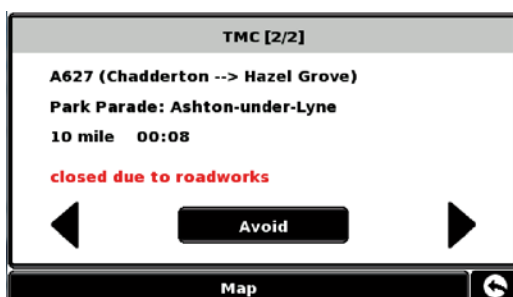 TMC [2/2]
A627 (Chadderton --> Hazel Grove)
Park Parade: Ashton-under-Lyne
10 mile 00:08
closed due to roadworks
Avoid
Map